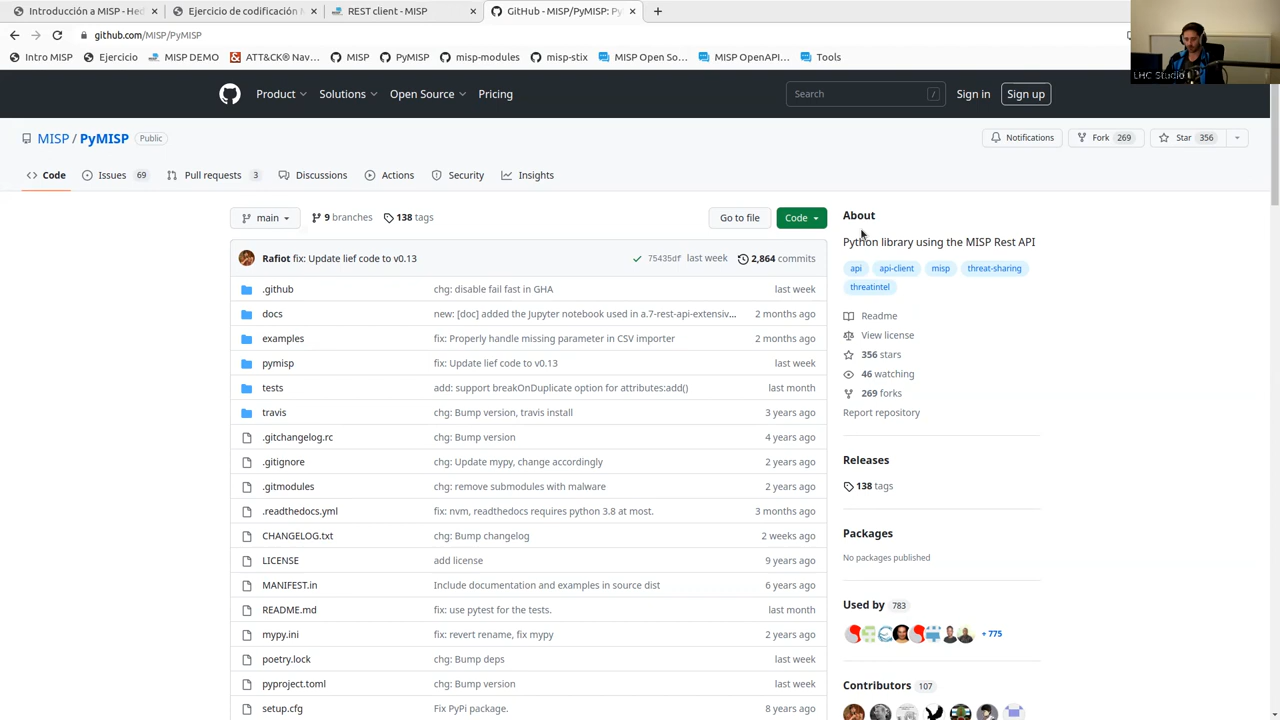 Introducción a MISP - Hed
Ejercicio de codificación M
REST client - MISP
GitHub - MISP/PyMISP: Py
github.com/MISP/PyMISP
Intro MISP
Ejercicio
MISP DEMO
ATT&CK® Nav...
MISP
PyMISP
misp-modules
misp-stix
MISP Open So...
MISP OpenAPI...
Tools
LHC Studio
Product
Solutions
Open Source
Pricing
Search
/
Sign in
Sign up
MISP / PyMISP
Public
Notifications
Fork 269
Star 356
<> Code
Issues 69
Pull requests 3
Discussions
Actions
Security
Insights
main
9 branches
138 tags
Go to file
Code
Rafiot fix: Update lief code to v0.13
75435df last week
2,864 commits
.github chg: disable fail fast in GHA last week
docs new: [doc] added the Jupyter notebook used in a.7-rest-api-extensiv... 2 months ago
examples fix: Properly handle missing parameter in CSV importer 2 months ago
pymisp fix: Update lief code to v0.13 last week
tests add: support breakOnDuplicate option for attributes:add() last month
travis chg: Bump version, travis install 3 years ago
.gitchangelog.rc chg: Bump version 4 years ago
.gitignore chg: Update mypy, change accordingly 2 years ago
.gitmodules chg: remove submodules with malware 2 years ago
.readthedocs.yml fix: nvm, readthedocs requires python 3.8 at most. 3 months ago
CHANGELOG.txt chg: Bump changelog 2 weeks ago
LICENSE add license 9 years ago
MANIFEST.in Include documentation and examples in source dist 6 years ago
README.md fix: use pytest for the tests. last month
mypy.ini fix: revert rename, fix mypy 2 years ago
poetry.lock chg: Bump deps last week
pyproject.toml chg: Bump version last week
setup.cfg Fix PyPi package. 8 years ago
About
Python library using the MISP Rest API
api api-client misp threat-sharing
threatintel
Readme
View license
356 stars
46 watching
269 forks
Report repository
Releases
138 tags
Packages
No packages published
Used by 783
+ 775
Contributors 107